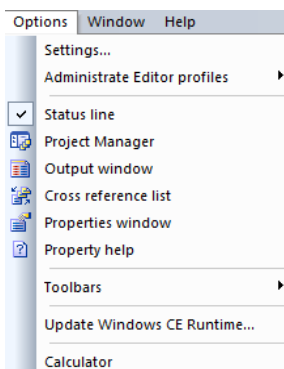 Options Window Help
Settings...
Administrate Editor profiles
Status line
Project Manager
Output window
Cross reference list
Properties window
Property help
Toolbars
Update Windows CE Runtime...
Calculator